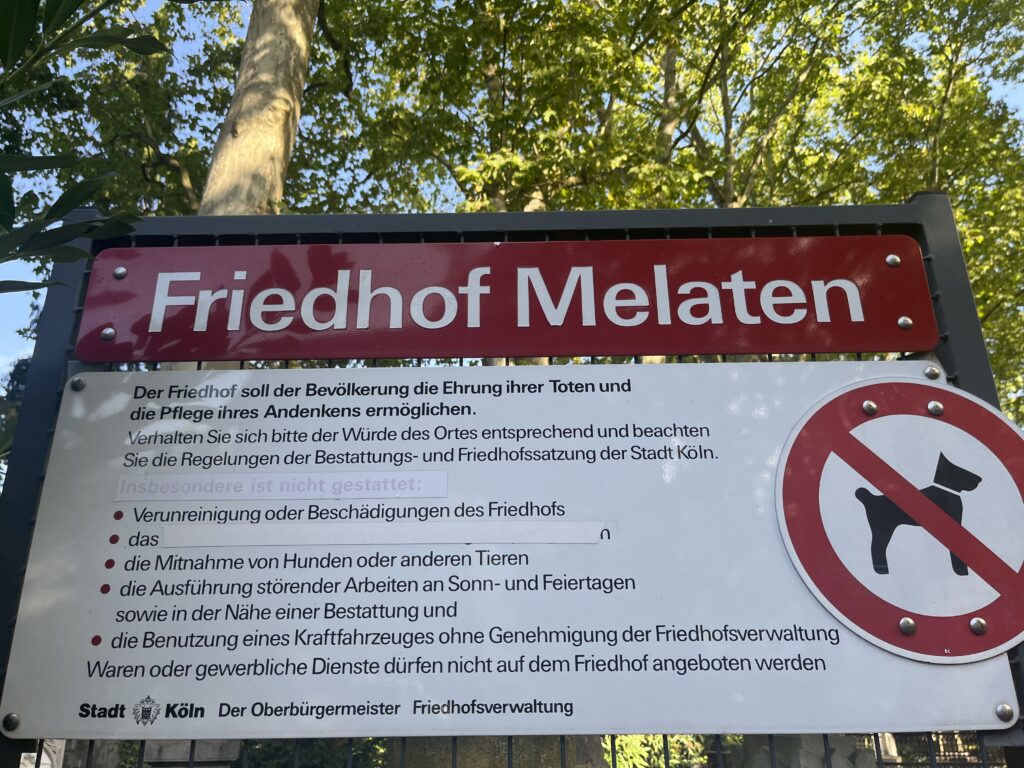 Friedhof Melaten
Der Friedhof soll der Bevölkerung die Ehrung ihrer Toten und
die Pflege ihres Andenkens ermöglichen.
Verhalten Sie sich bitte der Würde des Ortes entsprechend und beachten
Sie die Regelungen der Bestattungs- und Friedhofssatzung der Stadt Köln.
insbesondere ist nicht gestattet:
• Verunreinigung oder Beschädigungen des Friedhofs
• das
• die Mitnahme von Hunden oder anderen Tieren
• die Ausführung störender Arbeiten an Sonn- und Feiertagen
sowie in der Nähe einer Bestattung und
• die Benutzung eines Kraftfahrzeuges ohne Genehmigung der Friedhofsverwaltung
Waren oder gewerbliche Dienste dürfen nicht auf dem Friedhof angeboten werden
Stadt Köln Der Oberbürgermeister Friedhofsverwaltung